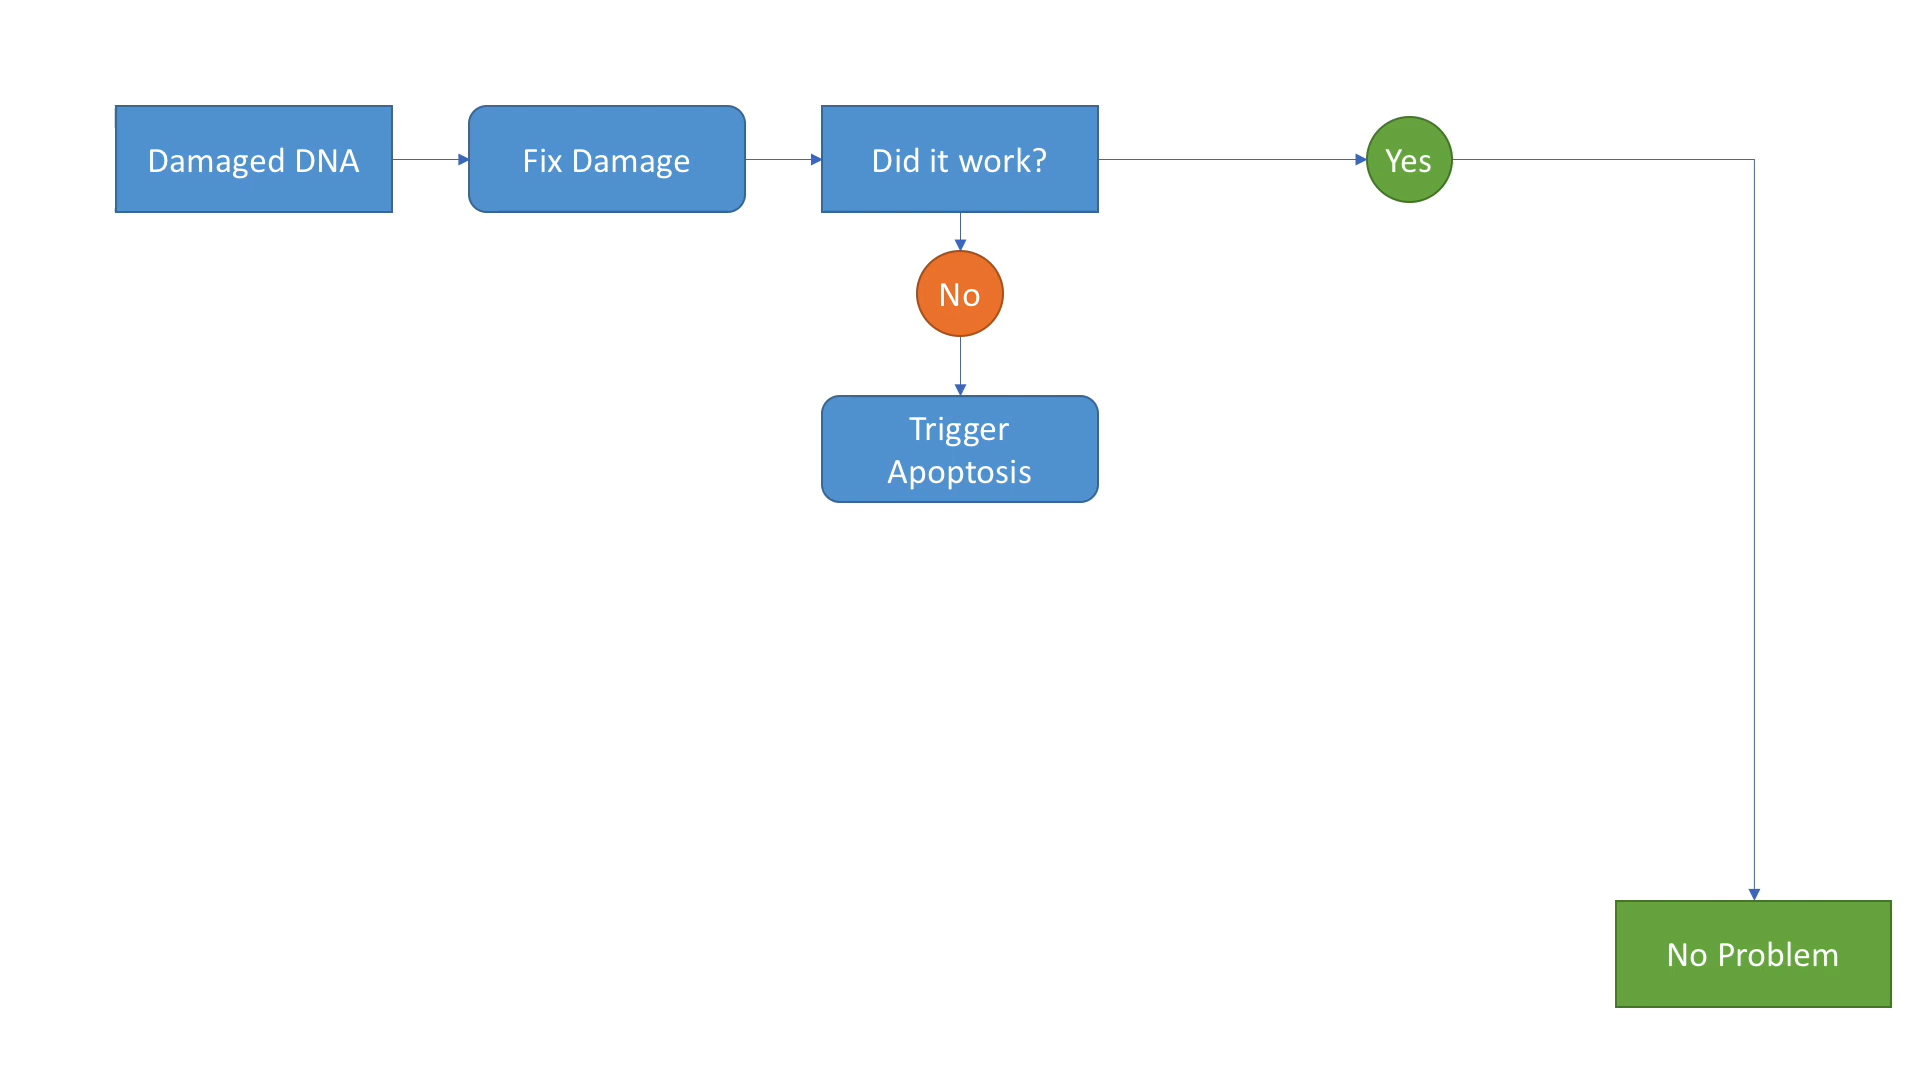 Damaged DNA
Fix Damage
Did it work?
Yes
No
Trigger
Apoptosis
No Problem